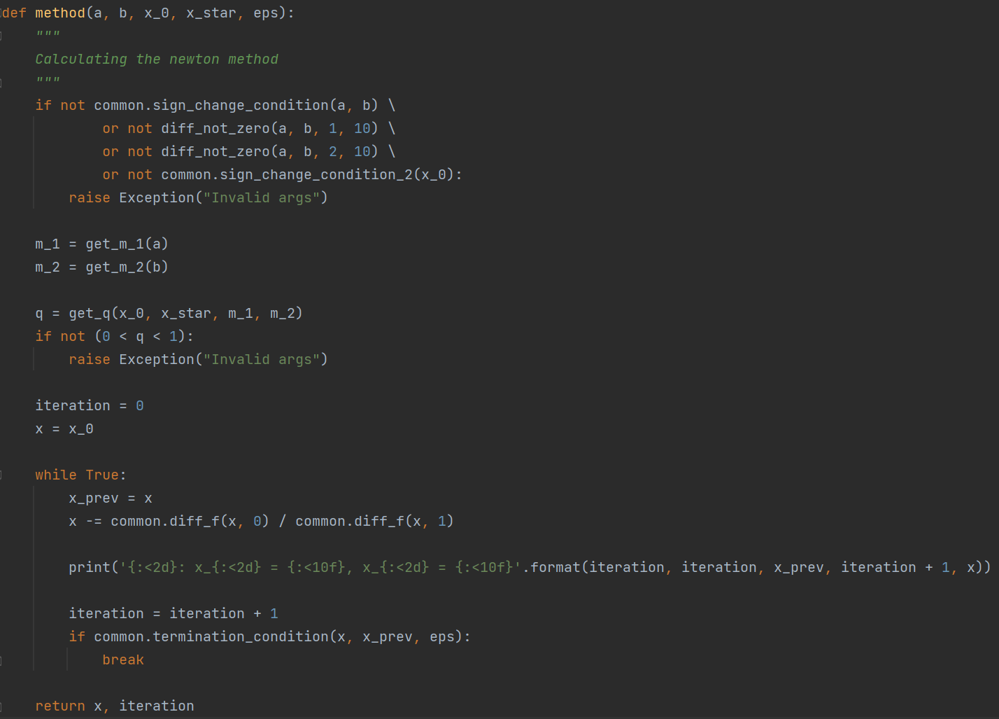 def method(a, b, x_0, x_star, eps):
    """
    Calculating the newton method
    """
    if not common.sign_change_condition(a, b) \
            or not diff_not_zero(a, b, 1, 10) \
            or not diff_not_zero(a, b, 2, 10) \
            or not common.sign_change_condition_2(x_0):
        raise Exception("Invalid args")

    m_1 = get_m_1(a)
    m_2 = get_m_2(b)

    q = get_q(x_0, x_star, m_1, m_2)
    if not (0 < q < 1):
        raise Exception("Invalid args")

    iteration = 0
    x = x_0

    while True:
        x_prev = x
        x -= common.diff_f(x, 0) / common.diff_f(x, 1)

        print('{:<2d}: x_{:<2d} = {:<10f}, x_{:<2d} = {:<10f}'.format(iteration, iteration, x_prev, iteration + 1, x))

        iteration = iteration + 1
        if common.termination_condition(x, x_prev, eps):
            break

    return x, iteration